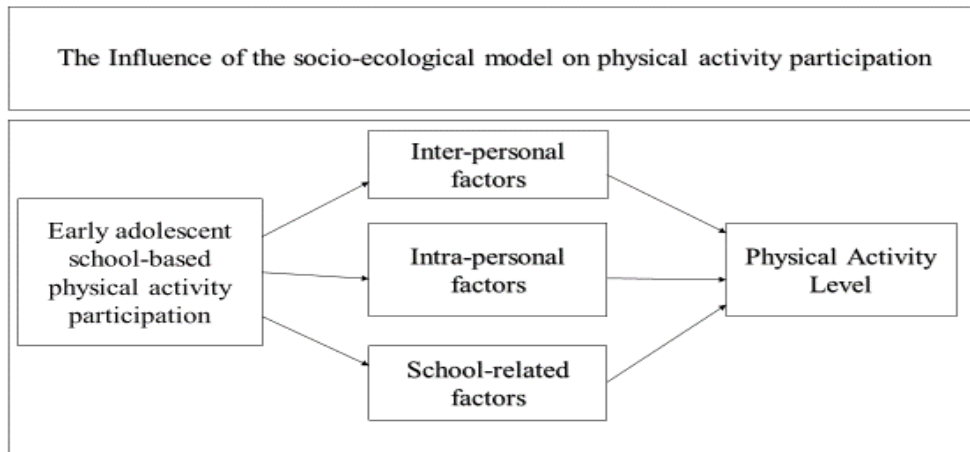 The Influence of the socio-ecological model on physical activity participation
Inter-personal
factors
Early adolescent
school-based
physical activity
participation
Intra-personal
factors
Physical Activity
Level
School-related
factors